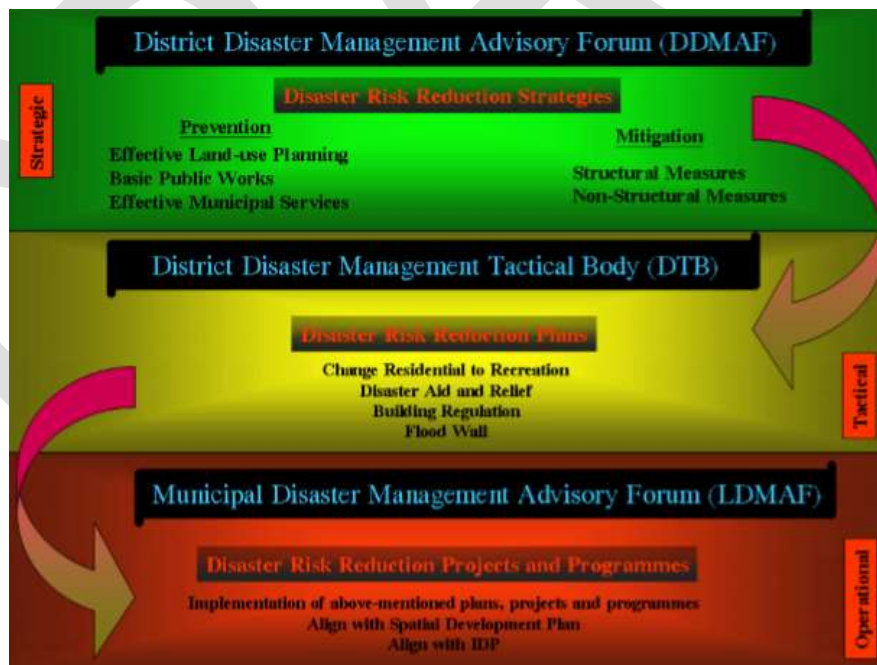 District Disaster Management Advisory Forum (DDMAF)
Disaster Risk Reduction Strategies
Strategic
Prevention
Effective Land-use Planning
Basic Public Works
Effective Municipal Services
Mitigation
Structural Measures
Non-Structural Measures
District Disaster Management Tactical Body (DTB)
Disaster Risk Reduction Plans
Change Residential to Recreation
Disaster Aid and Relief
Building Regulation
Flood Wall
Tactical
Municipal Disaster Management Advisory Forum (LDMAF)
Disaster Risk Reduction Projects and Programmes
Implementation of above-mentioned plans, projects and programmes
Align with Spatial Development Plan
Align with IDP
Operational